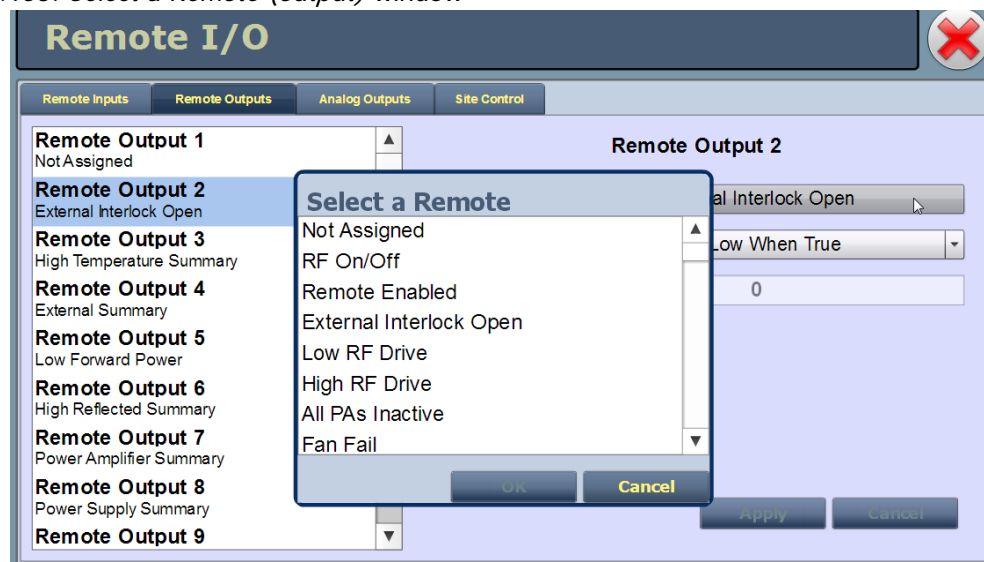 Select a Remote (Output) Window
Remote I/O
Remote Inputs
Remote Outputs
Analog Outputs
Site Control
Remote Output 1
Not Assigned
Remote Output 2
External Interlock Open
Remote Output 3
High Temperature Summary
Remote Output 4
External Summary
Remote Output 5
Low Forward Power
Remote Output 6
High Reflected Summary
Remote Output 7
Power Amplifier Summary
Remote Output 8
Power Supply Summary
Remote Output 9
Select a Remote
Not Assigned
RF On/Off
Remote Enabled
External Interlock Open
Low RF Drive
High RF Drive
All PAs Inactive
Fan Fail
OK
Cancel
Remote Output 2
al Interlock Open
Low When True
0
Apply
Cancel